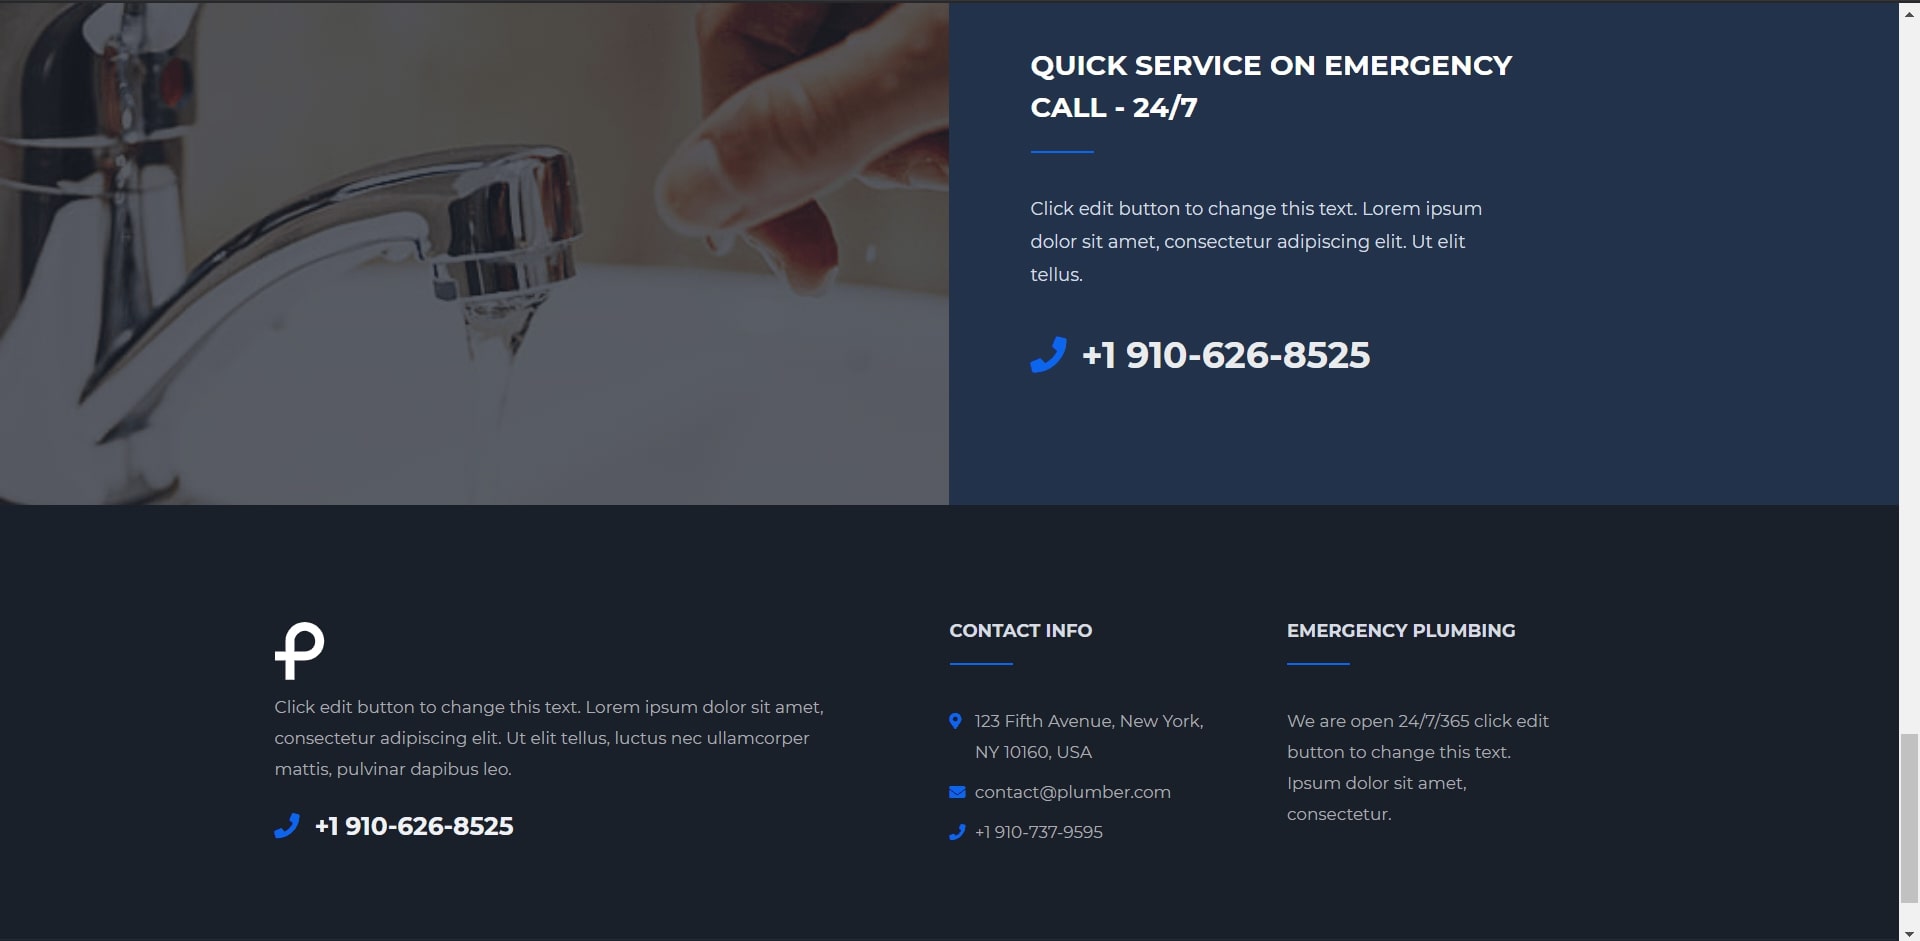 QUICK SERVICE ON EMERGENCY
CALL - 24/7
Click edit button to change this text. Lorem ipsum
dolor sit amet, consectetur adipiscing elit. Ut elit
tellus.
+1 910-626-8525
Click edit button to change this text. Lorem ipsum dolor sit amet,
consectetur adipiscing elit. Ut elit tellus, luctus nec ullamcorper
mattis, pulvinar dapibus leo.
+1 910-626-8525
CONTACT INFO
123 Fifth Avenue, New York,
NY 10160, USA
contact@plumber.com
+1 910-737-9595
EMERGENCY PLUMBING
We are open 24/7/365 click edit
button to change this text.
Ipsum dolor sit amet,
consectetur.